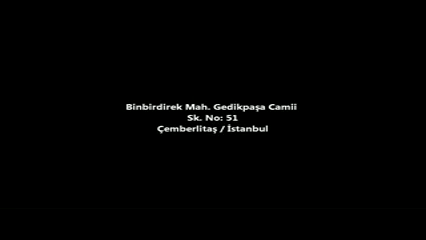 Binbirdirek Mah. Gedikpaşa Camii
Sk. No: 51
Çemberlitaş / İstanbul